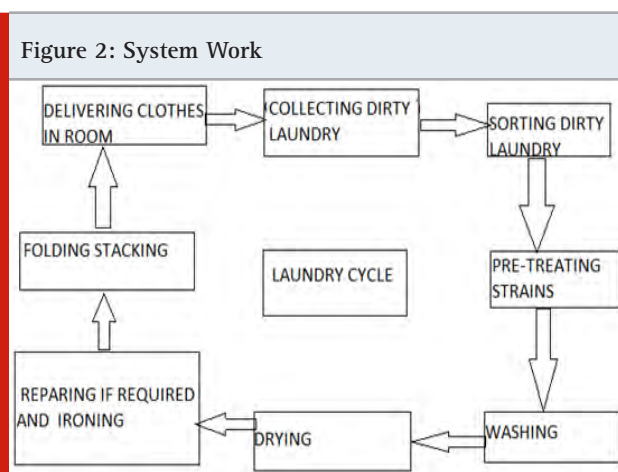 Figure 2: System Work
DELIVERING CLOTHES
IN ROOM
COLLECTING DIRTY
LAUNDRY
SORTING DIRTY
LAUNDRY
FOLDING STACKING
LAUNDRY CYCLE
PRE-TREATING
STRAINS
REPARING IF REQUIRED
AND IRONING
DRYING
WASHING